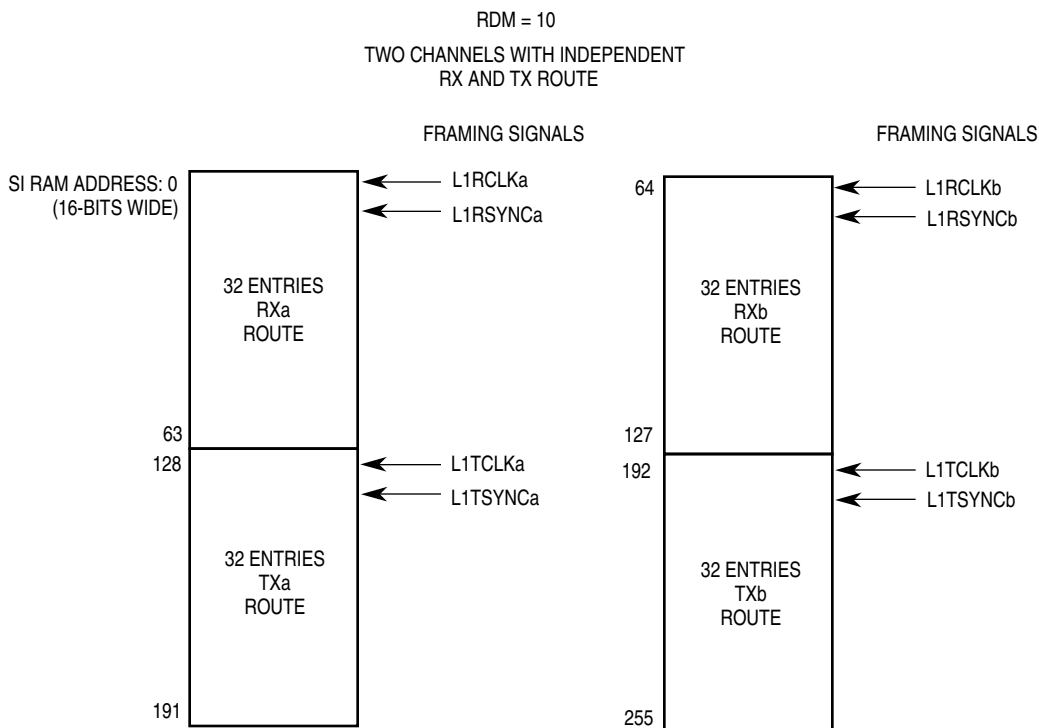 RDM = 10
TWO CHANNELS WITH INDEPENDENT
RX AND TX ROUTE
FRAMING SIGNALS
SI RAM ADDRESS: 0
(16-BITS WIDE)
L1RCLKa
L1RSYNCa
32 ENTRIES
RXa
ROUTE
63
128
L1TCLKa
L1TSYNCa
32 ENTRIES
TXa
ROUTE
191
FRAMING SIGNALS
64
L1RCLKb
L1RSYNCb
32 ENTRIES
RXb
ROUTE
127
192
L1TCLKb
L1TSYNCb
32 ENTRIES
TXb
ROUTE
255